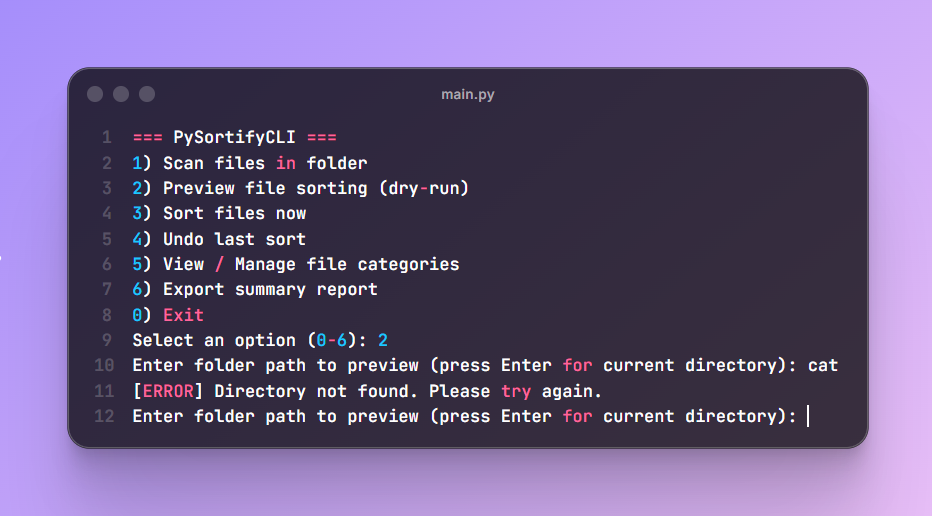 main.py
1 === PySortifyCLI ===
2 1) Scan files in folder
3 2) Preview file sorting (dry-run)
4 3) Sort files now
5 4) Undo last sort
6 5) View / Manage file categories
7 6) Export summary report
8 0) Exit
9 Select an option (0-6): 2
10 Enter folder path to preview (press Enter for current directory): cat
11 [ERROR] Directory not found. Please try again.
12 Enter folder path to preview (press Enter for current directory):